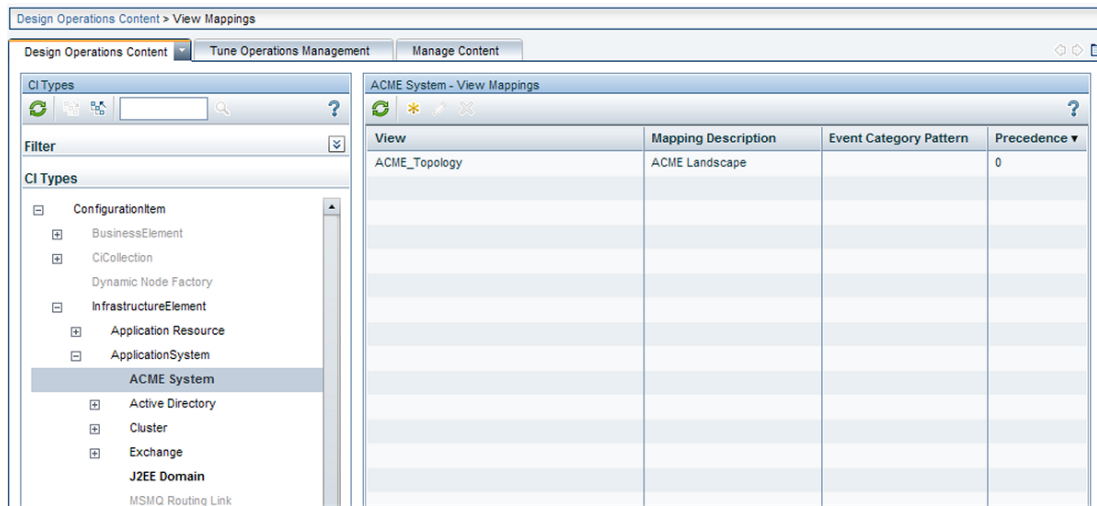 Design Operations Content > View Mappings
Design Operations Content Tune Operations Management Manage Content
CI Types
?
Filter
CI Types
ConfigurationItem
BusinessElement
CiCollection
Dynamic Node Factory
InfrastructureElement
Application Resource
ApplicationSystem
ACME System
Active Directory
Cluster
Exchange
J2EE Domain
MSMQ Routing Link
ACME System - View Mappings
?
View Mapping Description Event Category Pattern Precedence ▾
ACME_Topology ACME Landscape 0